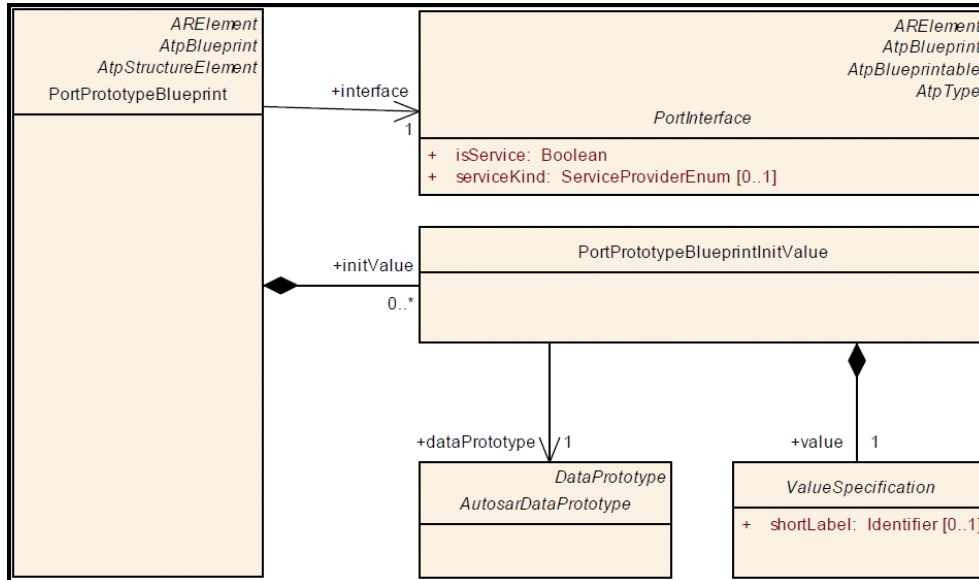 ARElement
AtpBlueprint
AtpStructureElement
PortPrototypeBlueprint
+interface
1
ARElement
AtpBlueprint
AtpBlueprintable
AtpType
PortInterface
+ isService: Boolean
+ serviceKind: ServiceProviderEnum [0..1]
+initValue
0..*
PortPrototypeBlueprintInitValue
+dataPrototype 1
+value 1
DataPrototype
AutosarDataPrototype
ValueSpecification
+ shortLabel: Identifier [0..1]